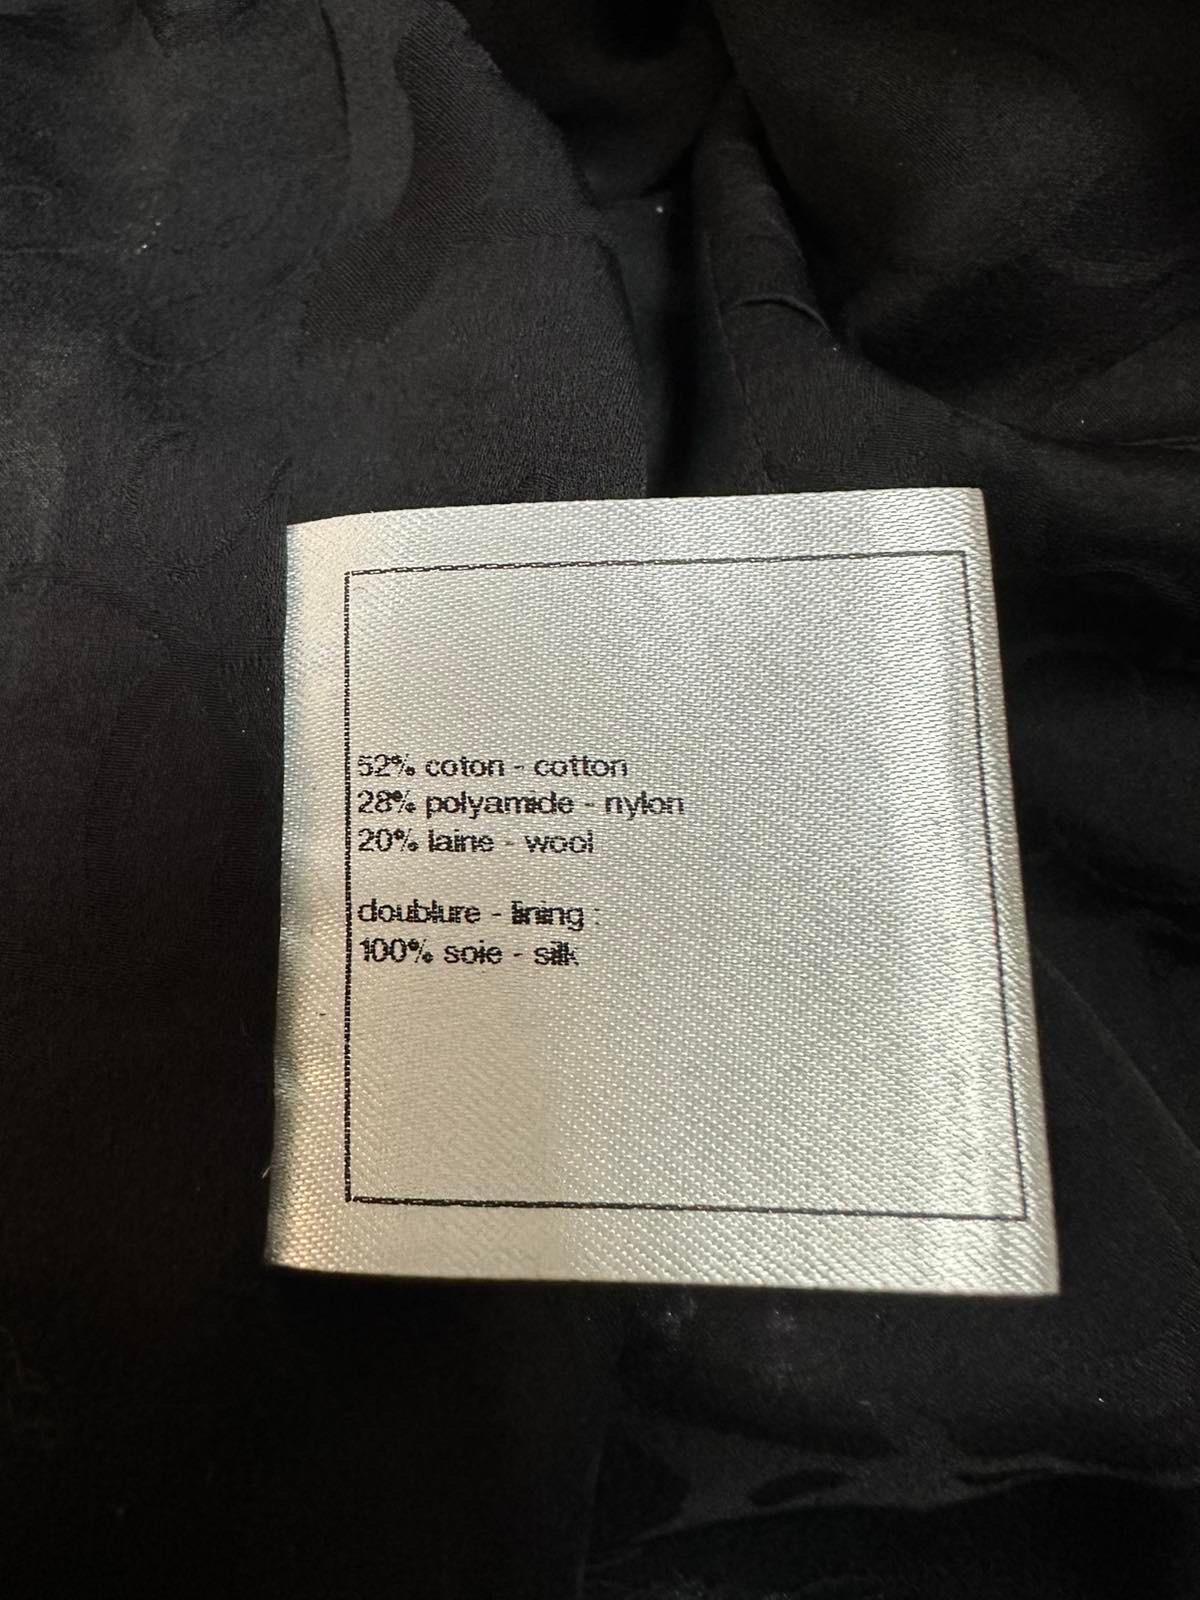 52% coton - cotton
28% polyamide - nylon
20% laine - wool
doublure - lining :
100% soie - silk